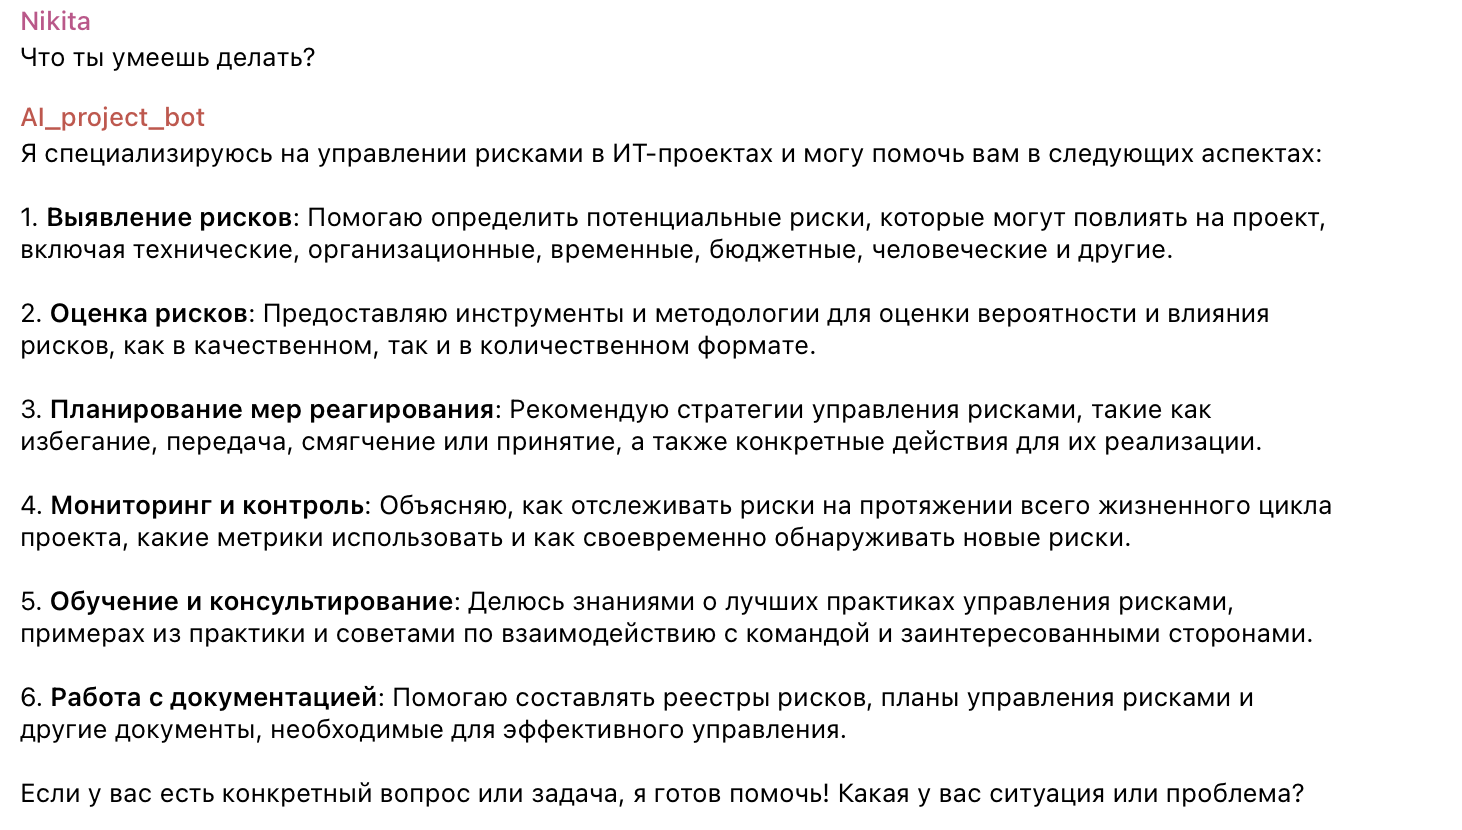 Nikita
Что ты умеешь делать?
AI_project_bot
Я специализируюсь на управлении рисками в ИТ-проектах и могу помочь вам в следующих аспектах:
1. Выявление рисков: Помогаю определить потенциальные риски, которые могут повлиять на проект,
включая технические, организационные, временные, бюджетные, человеческие и другие.
2. Оценка рисков: Предоставляю инструменты и методологии для оценки вероятности и влияния
рисков, как в качественном, так и в количественном формате.
3. Планирование мер реагирования: Рекомендую стратегии управления рисками, такие как
избегание, передача, смягчение или принятие, а также конкретные действия для их реализации.
4. Мониторинг и контроль: Объясняю, как отслеживать риски на протяжении всего жизненного цикла
проекта, какие метрики использовать и как своевременно обнаруживать новые риски.
5. Обучение и консультирование: Делюсь знаниями о лучших практиках управления рисками,
примерах из практики и советами по взаимодействию с командой и заинтересованными сторонами.
6. Работа с документацией: Помогаю составлять реестры рисков, планы управления рисками и
другие документы, необходимые для эффективного управления.
Если у вас есть конкретный вопрос или задача, я готов помочь! Какая у вас ситуация или проблема?